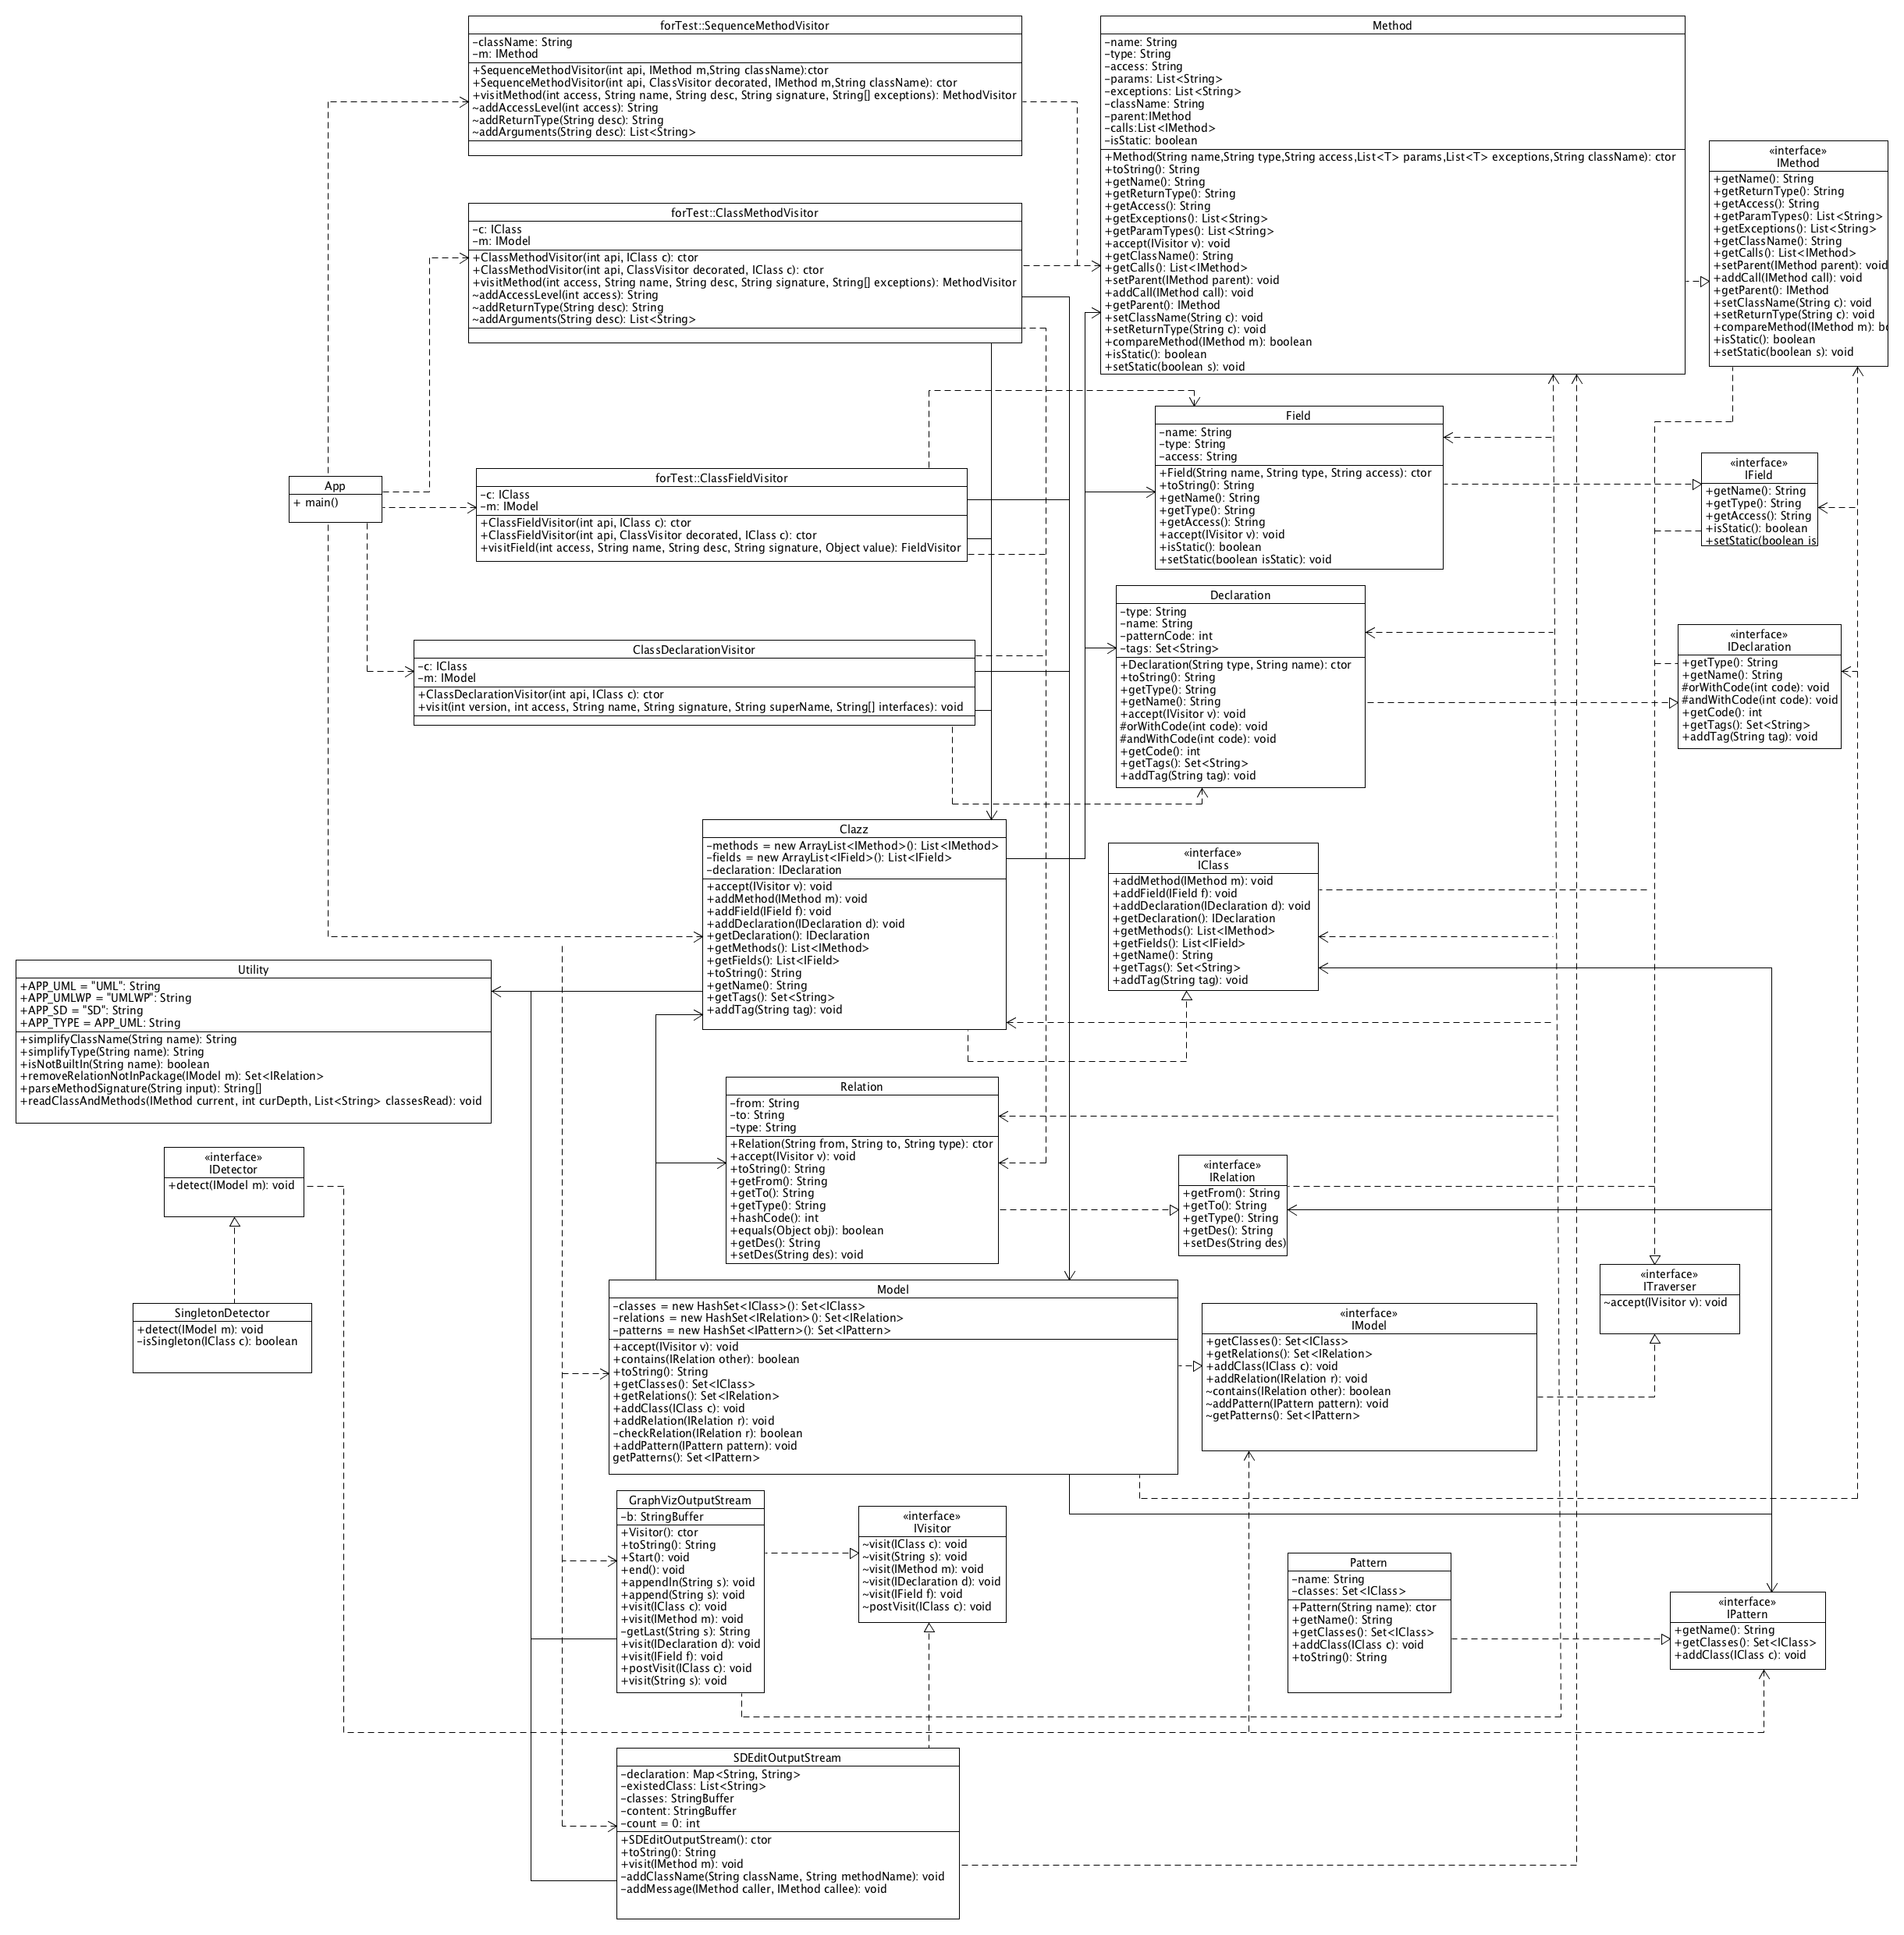 forTest::SequenceMethodVisitor
-className: String
-m: IMethod
+SequenceMethodVisitor(int api, IMethod m,String className):ctor
+SequenceMethodVisitor(int api, ClassVisitor decorated, IMethod m,String className): ctor
+visitMethod(int access, String name, String desc, String signature, String[] exceptions): MethodVisitor
~addAccessLevel(int access): String
~addReturnType(String desc): String
~addArguments(String desc): List<String>
Method
-name: String
-type: String
-access: String
-params: List<String>
-exceptions: List<String>
-className: String
-parent:IMethod
-calls:List<IMethod>
-isStatic: boolean
+Method(String name,String type,String access,List<T> params,List<T> exceptions,String className): ctor
+toString(): String
+getName(): String
+getReturnType(): String
+getAccess(): String
+getExceptions(): List<String>
+getParamTypes(): List<String>
+accept(IVisitor v): void
+getClassName(): String
+getCalls(): List<IMethod>
+setParent(IMethod parent): void
+addCall(IMethod call): void
+getParent(): IMethod
+setClassName(String c): void
+setReturnType(String c): void
+compareMethod(IMethod m): boolean
+isStatic(): boolean
+setStatic(boolean s): void
«interface»
IMethod
+getName(): String
+getReturnType(): String
+getAccess(): String
+getParamTypes(): List<String>
+getExceptions(): List<String>
+getClassName(): String
+getCalls(): List<IMethod>
+setParent(IMethod parent): void
+addCall(IMethod call): void
+getParent(): IMethod
+setClassName(String c): void
+setReturnType(String c): void
+compareMethod(IMethod m): b
+isStatic(): boolean
+setStatic(boolean s): void
forTest::ClassMethodVisitor
-c: IClass
-m: IModel
+ClassMethodVisitor(int api, IClass c): ctor
+ClassMethodVisitor(int api, ClassVisitor decorated, IClass c): ctor
+visitMethod(int access, String name, String desc, String signature, String[] exceptions): MethodVisitor
~addAccessLevel(int access): String
~addReturnType(String desc): String
~addArguments(String desc): List<String>
Field
-name: String
-type: String
-access: String
+Field(String name, String type, String access): ctor
+toString(): String
+getName(): String
+getType(): String
+getAccess(): String
+accept(IVisitor v): void
+isStatic(): boolean
+setStatic(boolean isStatic): void
«interface»
IField
+getName(): String
+getType(): String
+getAccess(): String
+isStatic(): boolean
+setStatic(boolean is
App
+ main()
forTest::ClassFieldVisitor
-c: IClass
-m: IModel
+ClassFieldVisitor(int api, IClass c): ctor
+ClassFieldVisitor(int api, ClassVisitor decorated, IClass c): ctor
+visitField(int access, String name, String desc, String signature, Object value): FieldVisitor
Declaration
-type: String
-name: String
-patternCode: int
-tags: Set<String>
+Declaration(String type, String name): ctor
+toString(): String
+getType(): String
+getName(): String
+accept(IVisitor v): void
#orWithCode(int code): void
#andWithCode(int code): void
+getCode(): int
+getTags(): Set<String>
+addTag(String tag): void
«interface»
IDeclaration
+getType(): String
+getName(): String
#orWithCode(int code): void
#andWithCode(int code): void
+getCode(): int
+getTags(): Set<String>
+addTag(String tag): void
ClassDeclarationVisitor
-c: IClass
-m: IModel
+ClassDeclarationVisitor(int api, IClass c): ctor
+visit(int version, int access, String name, String signature, String superName, String[] interfaces): void
Clazz
-methods = new ArrayList<IMethod>(): List<IMethod>
-fields = new ArrayList<IField>(): List<IField>
-declaration: IDeclaration
+accept(IVisitor v): void
+addMethod(IMethod m): void
+addField(IField f): void
+addDeclaration(IDeclaration d): void
+getDeclaration(): IDeclaration
+getMethods(): List<IMethod>
+getFields(): List<IField>
+toString(): String
+getName(): String
+getTags(): Set<String>
+addTag(String tag): void
«interface»
IClass
+addMethod(IMethod m): void
+addField(IField f): void
+addDeclaration(IDeclaration d): void
+getDeclaration(): IDeclaration
+getMethods(): List<IMethod>
+getFields(): List<IField>
+getName(): String
+getTags(): Set<String>
+addTag(String tag): void
Utility
+APP_UML = "UML": String
+APP_UMLWP = "UMLWP": String
+APP_SD = "SD": String
+APP_TYPE = APP_UML: String
+simplifyClassName(String name): String
+simplifyType(String name): String
+isNotBuiltIn(String name): boolean
+removeRelationNotInPackage(IModel m): Set<IRelation>
+parseMethodSignature(String input): String[]
+readClassAndMethods(IMethod current, int curDepth, List<String> classesRead): void
Relation
-from: String
-to: String
-type: String
+Relation(String from, String to, String type): ctor
+accept(IVisitor v): void
+toString(): String
+getFrom(): String
+getTo(): String
+getType(): String
+hashCode(): int
+equals(Object obj): boolean
+getDes(): String
+setDes(String des): void
«interface»
IDetector
+detect(IModel m): void
«interface»
IRelation
+getFrom(): String
+getTo(): String
+getType(): String
+getDes(): String
+setDes(String des)
«interface»
ITraverser
~accept(IVisitor v): void
SingletonDetector
+detect(IModel m): void
-isSingleton(IClass c): boolean
Model
-classes = new HashSet<IClass>(): Set<IClass>
-relations = new HashSet<IRelation>(): Set<IRelation>
-patterns = new HashSet<IPattern>(): Set<IPattern>
+accept(IVisitor v): void
+contains(IRelation other): boolean
+toString(): String
+getClasses(): Set<IClass>
+getRelations(): Set<IRelation>
+addClass(IClass c): void
+addRelation(IRelation r): void
-checkRelation(IRelation r): boolean
+addPattern(IPattern pattern): void
getPatterns(): Set<IPattern>
«interface»
IModel
+getClasses(): Set<IClass>
+getRelations(): Set<IRelation>
+addClass(IClass c): void
+addRelation(IRelation r): void
~contains(IRelation other): boolean
~addPattern(IPattern pattern): void
~getPatterns(): Set<IPattern>
GraphVizOutputStream
-b: StringBuffer
+Visitor(): ctor
+toString(): String
+Start(): void
+end(): void
+appendln(String s): void
+append(String s): void
+visit(IClass c): void
+visit(IMethod m): void
-getLast(String s): String
+visit(IDeclaration d): void
+visit(IField f): void
+postVisit(IClass c): void
+visit(String s): void
«interface»
IVisitor
~visit(IClass c): void
~visit(String s): void
~visit(IMethod m): void
~visit(IDeclaration d): void
~visit(IField f): void
~postVisit(IClass c): void
Pattern
-name: String
-classes: Set<IClass>
+Pattern(String name): ctor
+getName(): String
+getClasses(): Set<IClass>
+addClass(IClass c): void
+toString(): String
«interface»
IPattern
+getName(): String
+getClasses(): Set<IClass>
+addClass(IClass c): void
SDEditOutputStream
-declaration: Map<String, String>
-existedClass: List<String>
-classes: StringBuffer
-content: StringBuffer
-count = 0: int
+SDEditOutputStream(): ctor
+toString(): String
+visit(IMethod m): void
-addClassName(String className, String methodName): void
-addMessage(IMethod caller, IMethod callee): void